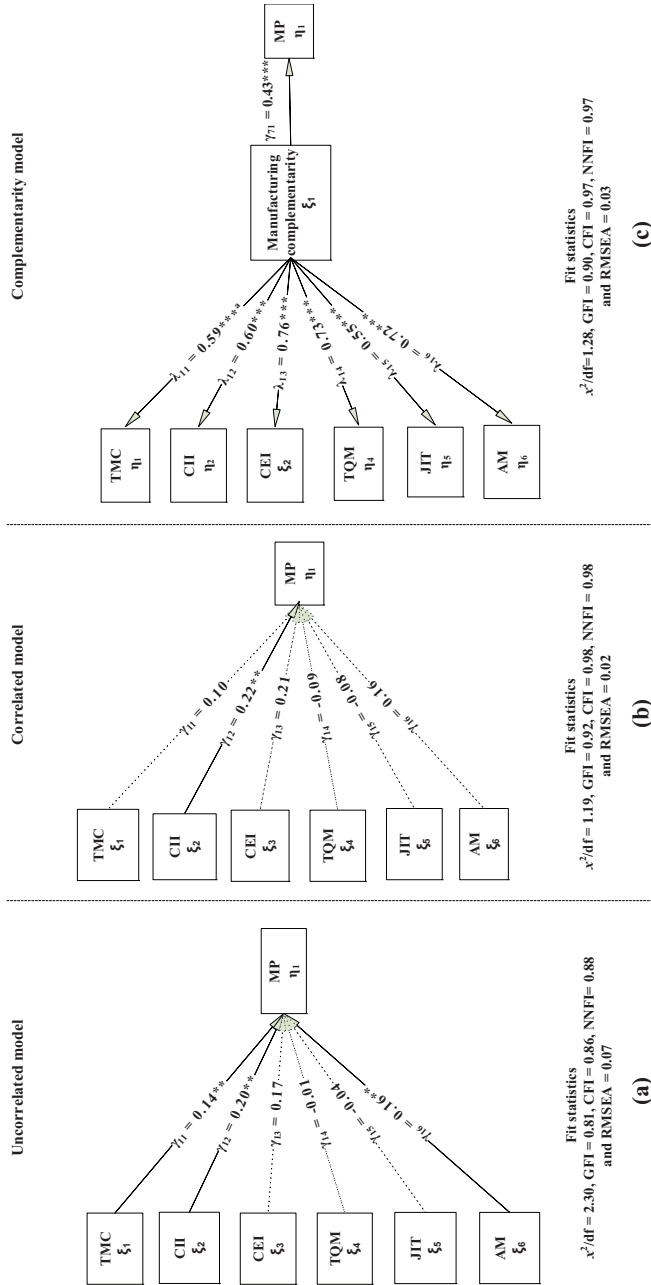 Uncorrelated model
TMC
ξ1
CII
ξ2
CEI
ξ3
TQM
ξ4
JIT
ξ5
AM
ξ6
γ11 = 0.14**
γ12 = 0.20**
γ13 = 0.17
γ14 = -0.01
γ15 = -0.04
γ16 = 0.16**
MP
η1
Fit statistics
x²/df = 2.30, GFI = 0.81, CFI = 0.86, NNFI= 0.88
and RMSEA = 0.07
(a)
Correlated model
TMC
ξ1
CII
ξ2
CEI
ξ3
TQM
ξ4
JIT
ξ5
AM
ξ6
γ11 = 0.10
γ12 = 0.22**
γ13 = 0.21
γ14 = -0.09
γ15 = -0.08
γ16 = 0.16
MP
η1
Fit statistics
x²/df = 1.19, GFI = 0.92, CFI = 0.98, NNFI = 0.98
and RMSEA = 0.02
(b)
Complementarity model
TMC
η1
CII
η2
CEI
ξ2
TQM
η4
JIT
η5
AM
η6
λ11 = 0.59***a
λ12 = 0.60***
λ13 = 0.76***
λ14 = 0.73***
λ15 = 0.55***
λ16 = 0.72***
Manufacturing
complementarity
ξ1
γ71 = 0.43***
MP
η1
Fit statistics
x²/df=1.28, GFI = 0.90, CFI = 0.97, NNFI = 0.97
and RMSEA = 0.03
(c)